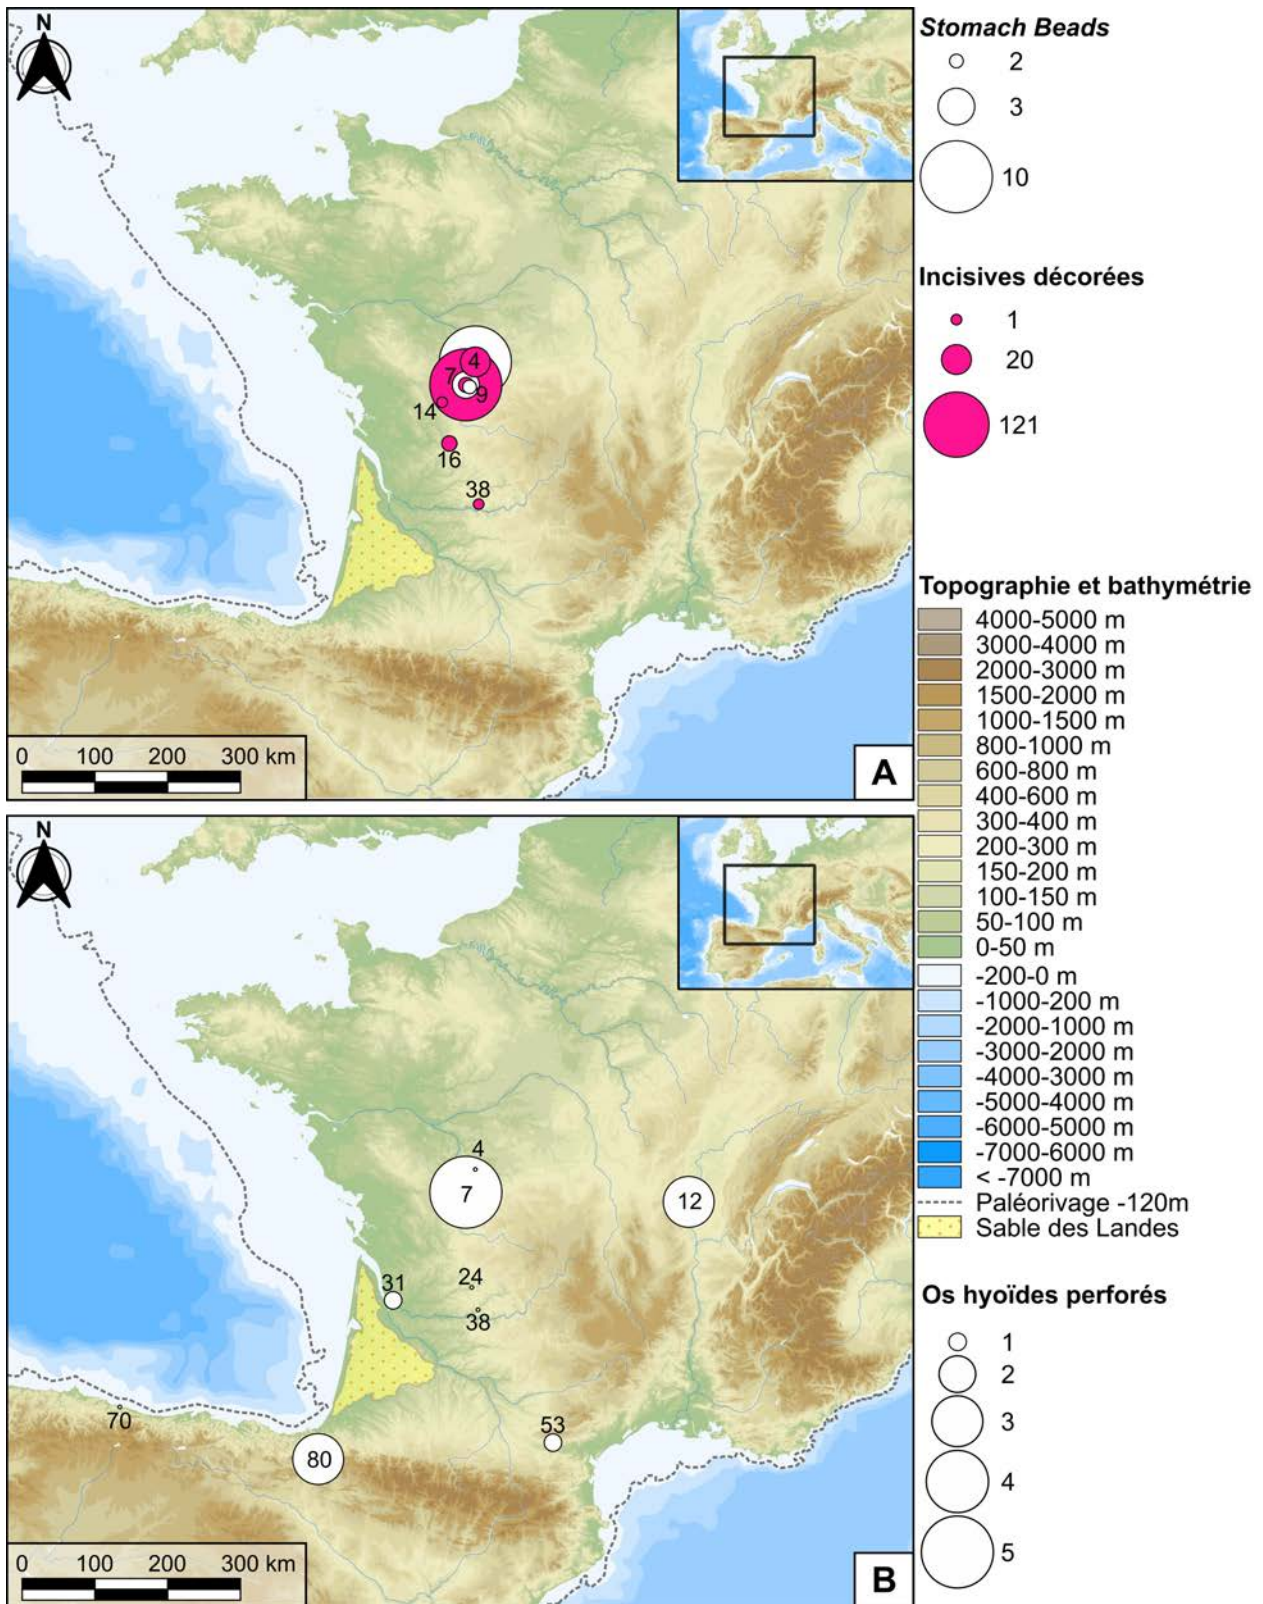 N
4
7
9
14
16
38
0 100 200 300 km
A
Stomach Beads
2
3
10
Incisives décorées
1
20
121
Topographie et bathymétrie
4000-5000 m
3000-4000 m
2000-3000 m
1500-2000 m
1000-1500 m
800-1000 m
600-800 m
400-600 m
300-400 m
200-300 m
150-200 m
100-150 m
50-100 m
0-50 m
-200-0 m
-1000-200 m
-2000-1000 m
-3000-2000 m
-4000-3000 m
-5000-4000 m
-6000-5000 m
-7000-6000 m
< -7000 m
Paléorivage -120m
Sable des Landes
Os hyoïdes perforés
1
2
3
4
5
N
4
7
12
31
24
38
70
80
53
0 100 200 300 km
B